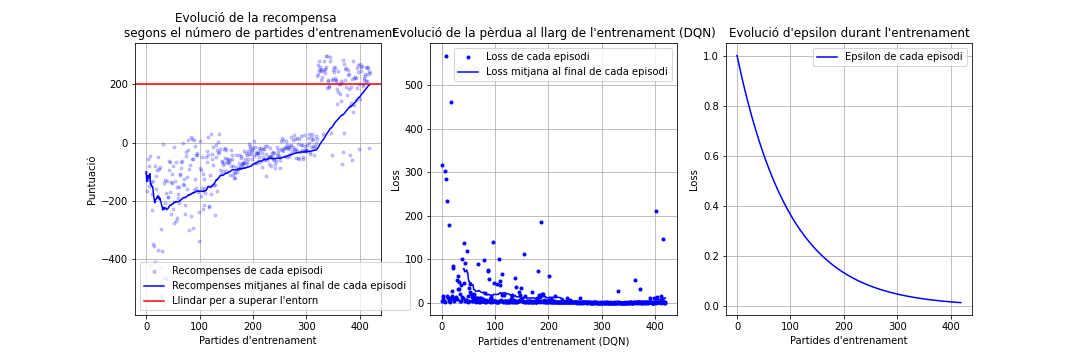 Evolució de la recompensa
segons el número de partides d'entrenament
200
0
−200
−400
Puntuació
Recompenses de cada episodi
Recompenses mitjanes al final de cada episodi
Llindar per a superar l'entorn
0
100
200
300
400
Partides d'entrenament
Evolució de la pèrdua al llarg de l'entrenament (DQN)
Loss de cada episodi
Loss mitjana al final de cada episodi
500
400
300
200
100
0
Loss
0
100
200
300
400
Partides d'entrenament (DQN)
Evolució d'epsilon durant l'entrenament
Epsilon de cada episodi
1.0
0.8
0.6
0.4
0.2
0.0
Loss
0
100
200
300
400
Partides d'entrenament